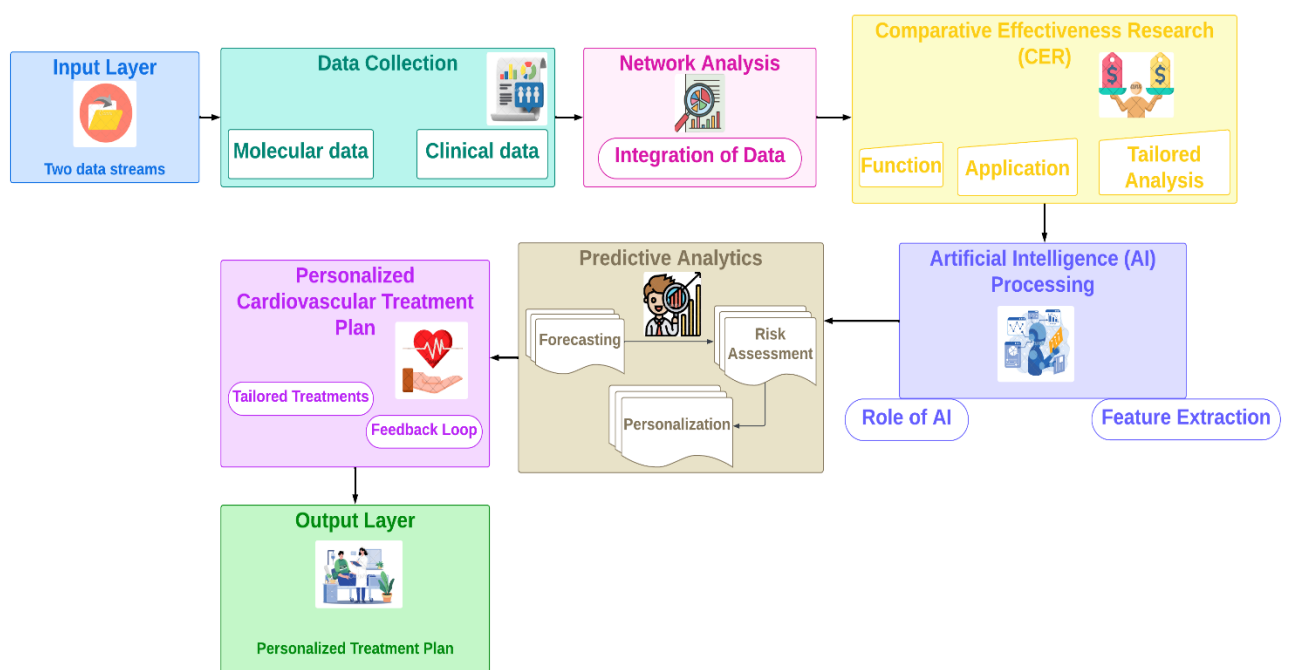 Input Layer
Two data streams
Data Collection
Molecular data
Clinical data
Network Analysis
Integration of Data
Comparative Effectiveness Research
(CER)
$
$
Function
Application
Tailored
Analysis
Artificial Intelligence (AI)
Processing
Role of AI
Feature Extraction
Predictive Analytics
Forecasting
Risk
Assessment
Personalization
Personalized
Cardiovascular Treatment
Plan
Tailored Treatments
Feedback Loop
Output Layer
Personalized Treatment Plan